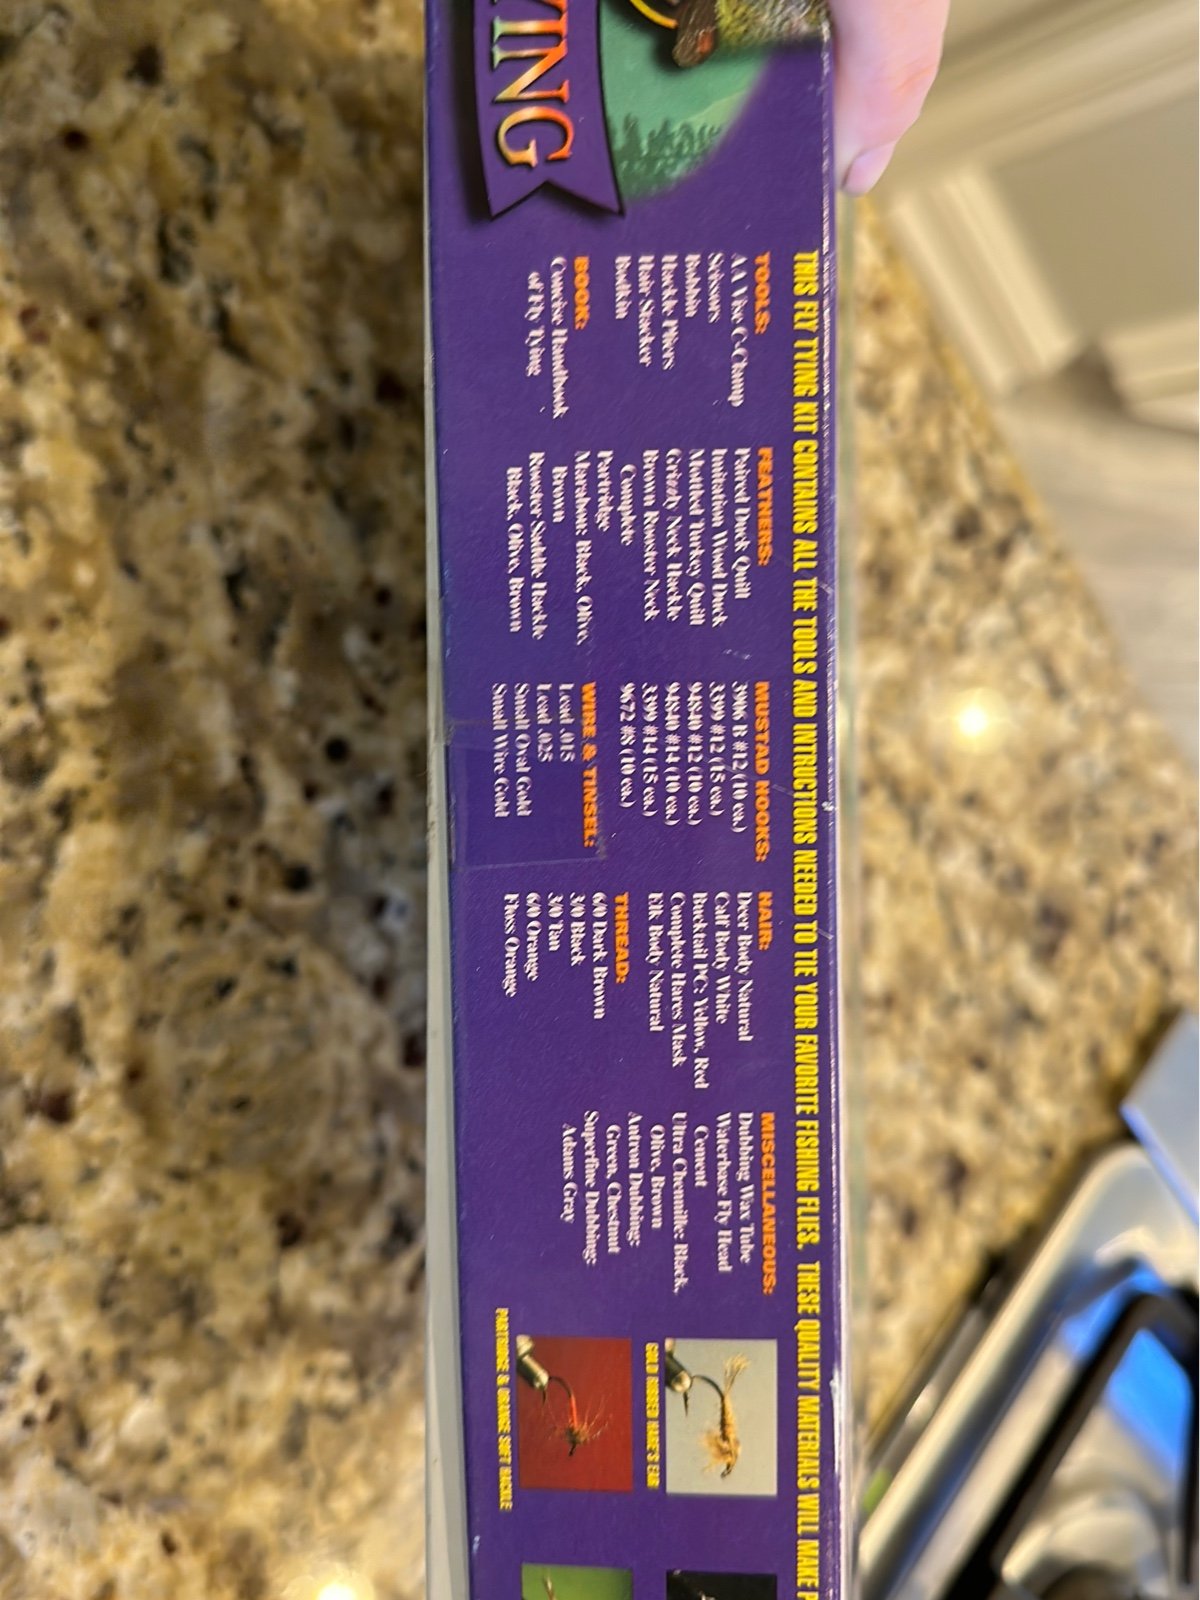 YING
THIS FLY TYING KIT CONTAINS ALL THE TOOLS AND INTRUCTIONS NEEDED TO TIE YOUR FAVORITE FISHING FLIES. THESE QUALITY MATERIALS WILL MAKE P
TOOLS:
AA Vise C-Clamp
Scissors
Bobbin
Hackle Pliers
Hair Stacker
Bodkin
BOOK:
Concise Handbook
of Fly Tying
FEATHERS:
Paired Duck Quill
Imitation Wood Duck
Mottled Turkey Quill
Grizzly Neck Hackle
Brown Rooster Neck
Complete
Partridge
Marabou: Black, Olive,
Brown
Rooster Saddle Hackle
Black, Olive, Brown
MUSTAD HOOKS:
3906 B #12 (10 ea.)
3399 #12 (15 ea.)
94840 #12 (10 ea.)
94840 #14 (10 ea.)
3399 #14 (15 ea.)
9672 #8 (10 ea.)
WIRE & TINSEL:
Lead .015
Lead .025
Small Oval Gold
Small Wire Gold
HAIR:
Deer Body Natural
Calf Body White
Bucktail PC: Yellow, Red
Complete Hares Mask
Elk Body Natural
THREAD:
6/0 Dark Brown
3/0 Black
3/0 Tan
6/0 Orange
Floss Orange
MISCELLANEOUS:
Dubbing Wax Tube
Waterbase Fly Head
Cement
Ultra Chenille: Black,
Olive, Brown
Antron Dubbing:
Green, Chestnut
Superfine Dubbing:
Adams Gray
GOLD RIBBED HARE'S EAR
PARTRIDGE & ORANGE SOFT HACKLE